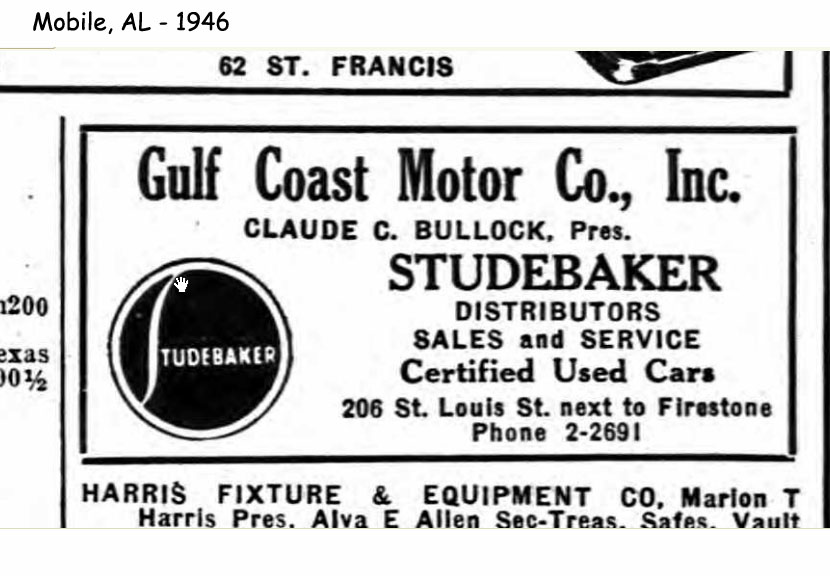 Mobile, AL - 1946
62 ST. FRANCIS
Gulf Coast Motor Co., Inc.
CLAUDE C. BULLOCK, Pres.
STUDEBAKER
DISTRIBUTORS
STUDEBAKER
SALES and SERVICE
Certified Used Cars
206 St. Louis St. next to Firestone
Phone 2-2691
HARRIS FIXTURE & EQUIPMENT CO, Marion T
Harris Pres, Alva E Allen Sec-Treas, Safes, Vault